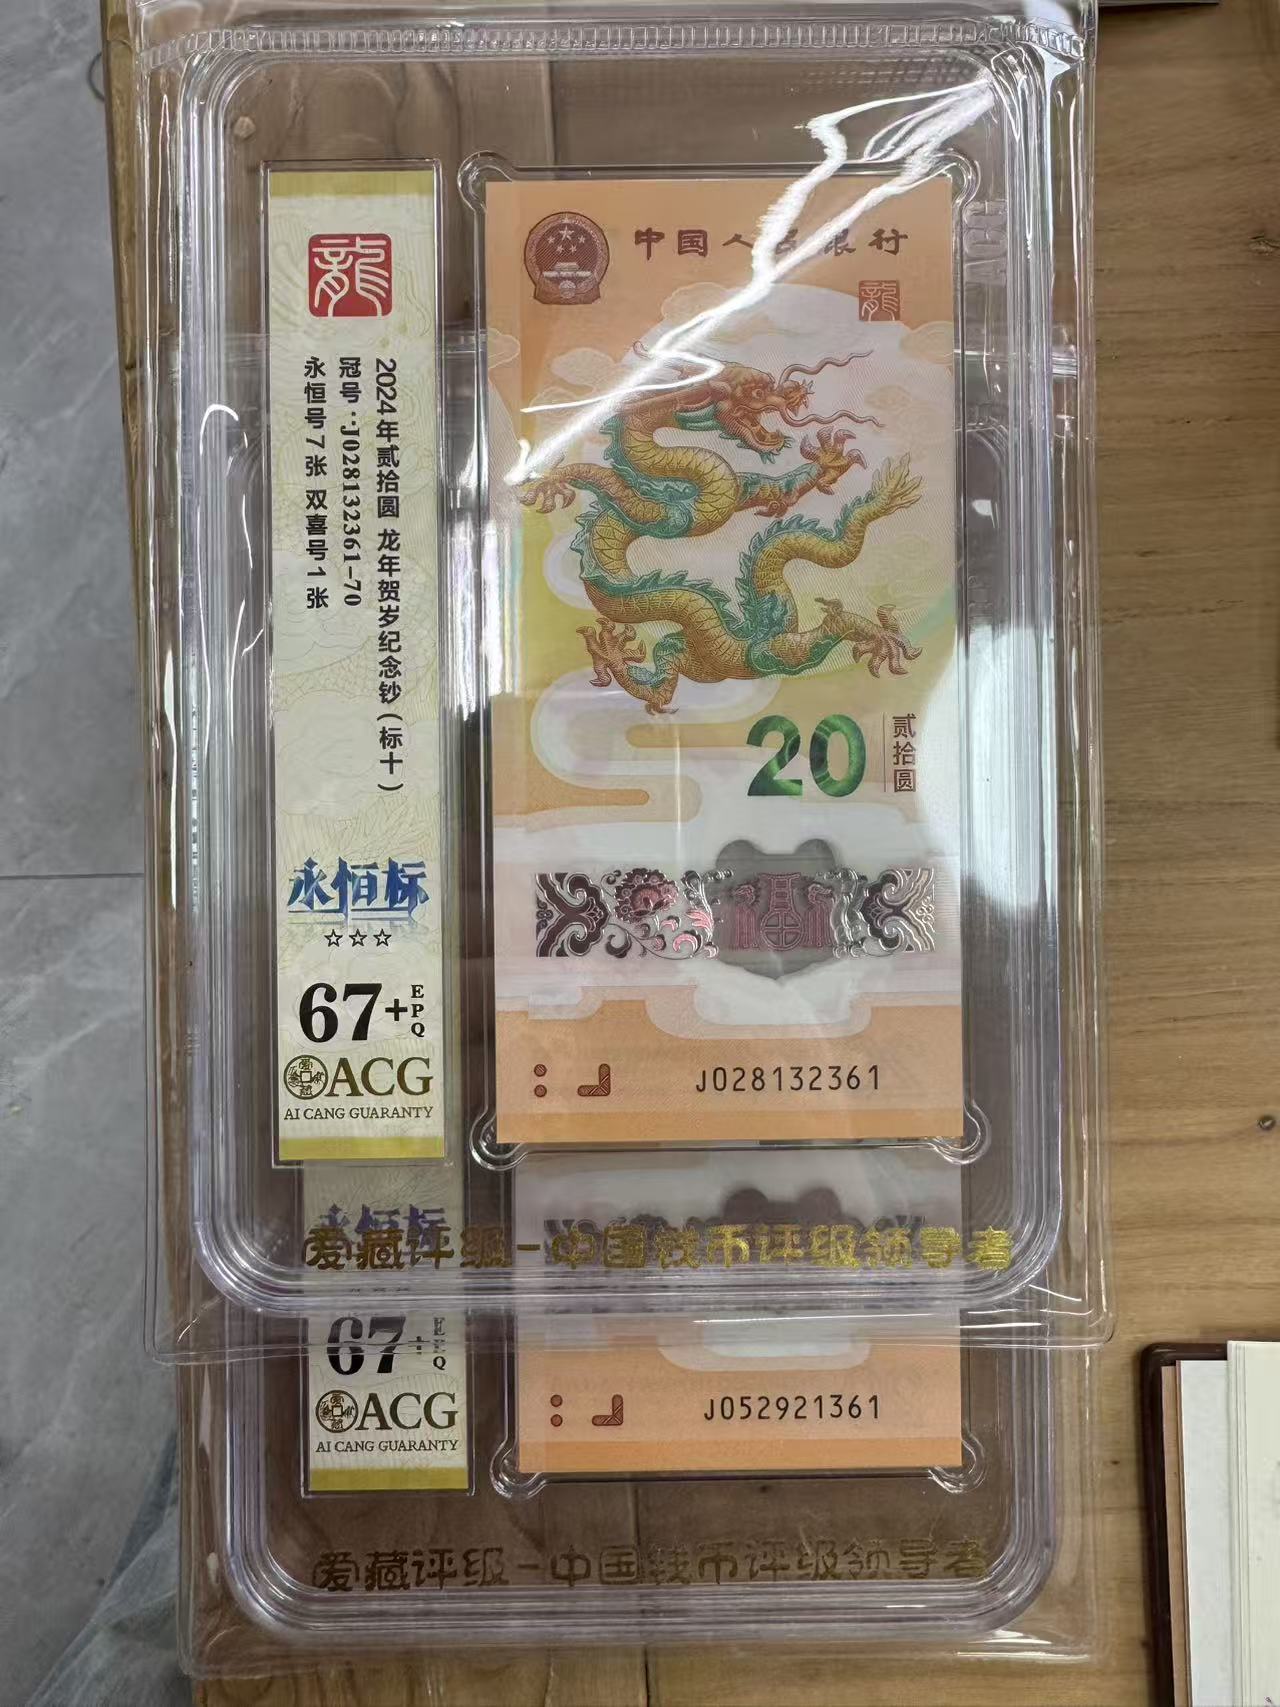 龍
2024年贰拾圆 龙年贺岁纪念钞(标十)
冠号:J028132361-70
永恒号7张 双喜号1张
永恒标
☆☆☆
67+
EPQ
ACG
AI CANG GUARANTY
中国人民银行
龍
20
贰拾圆
J028132361
爱藏评级-中国钱币评级领导者
永恒标
67+
EPQ
ACG
AI CANG GUARANTY
J052921361
爱藏评级-中国钱币评级领导者